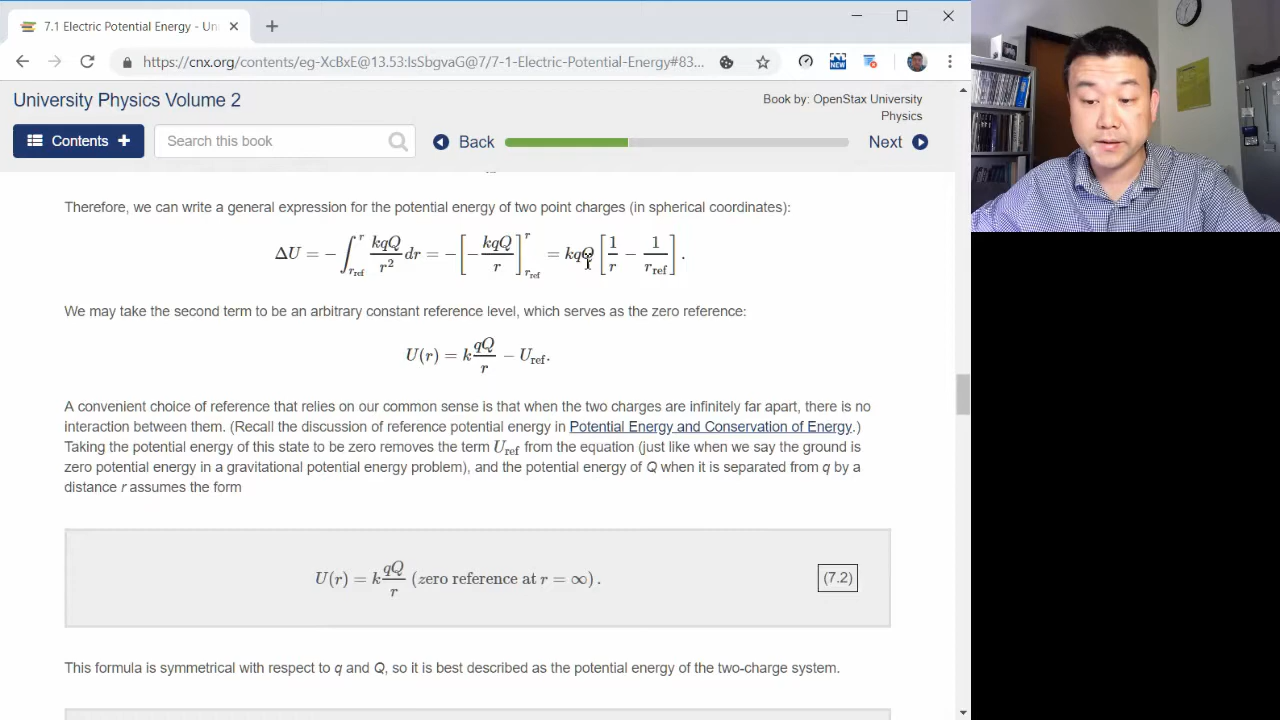 7.1 Electric Potential Energy - Un
https://cnx.org/contents/eg-XcBxE@13.53:IsSbgvaG@7/7-1-Electric-Potential-Energy#83...
NEW
University Physics Volume 2
Book by: OpenStax University
Physics
Contents +
Search this book
Back
Next
Therefore, we can write a general expression for the potential energy of two point charges (in spherical coordinates):
ΔU = −∫_{r_ref}^{r} kqQ/r² dr = −[−kqQ/r]_{r_ref}^{r} = kqQ[1/r − 1/r_ref].
We may take the second term to be an arbitrary constant reference level, which serves as the zero reference:
U(r) = k qQ/r − U_ref.
A convenient choice of reference that relies on our common sense is that when the two charges are infinitely far apart, there is no
interaction between them. (Recall the discussion of reference potential energy in Potential Energy and Conservation of Energy.)
Taking the potential energy of this state to be zero removes the term U_ref from the equation (just like when we say the ground is
zero potential energy in a gravitational potential energy problem), and the potential energy of Q when it is separated from q by a
distance r assumes the form
U(r) = k qQ/r (zero reference at r = ∞).
(7.2)
This formula is symmetrical with respect to q and Q, so it is best described as the potential energy of the two-charge system.